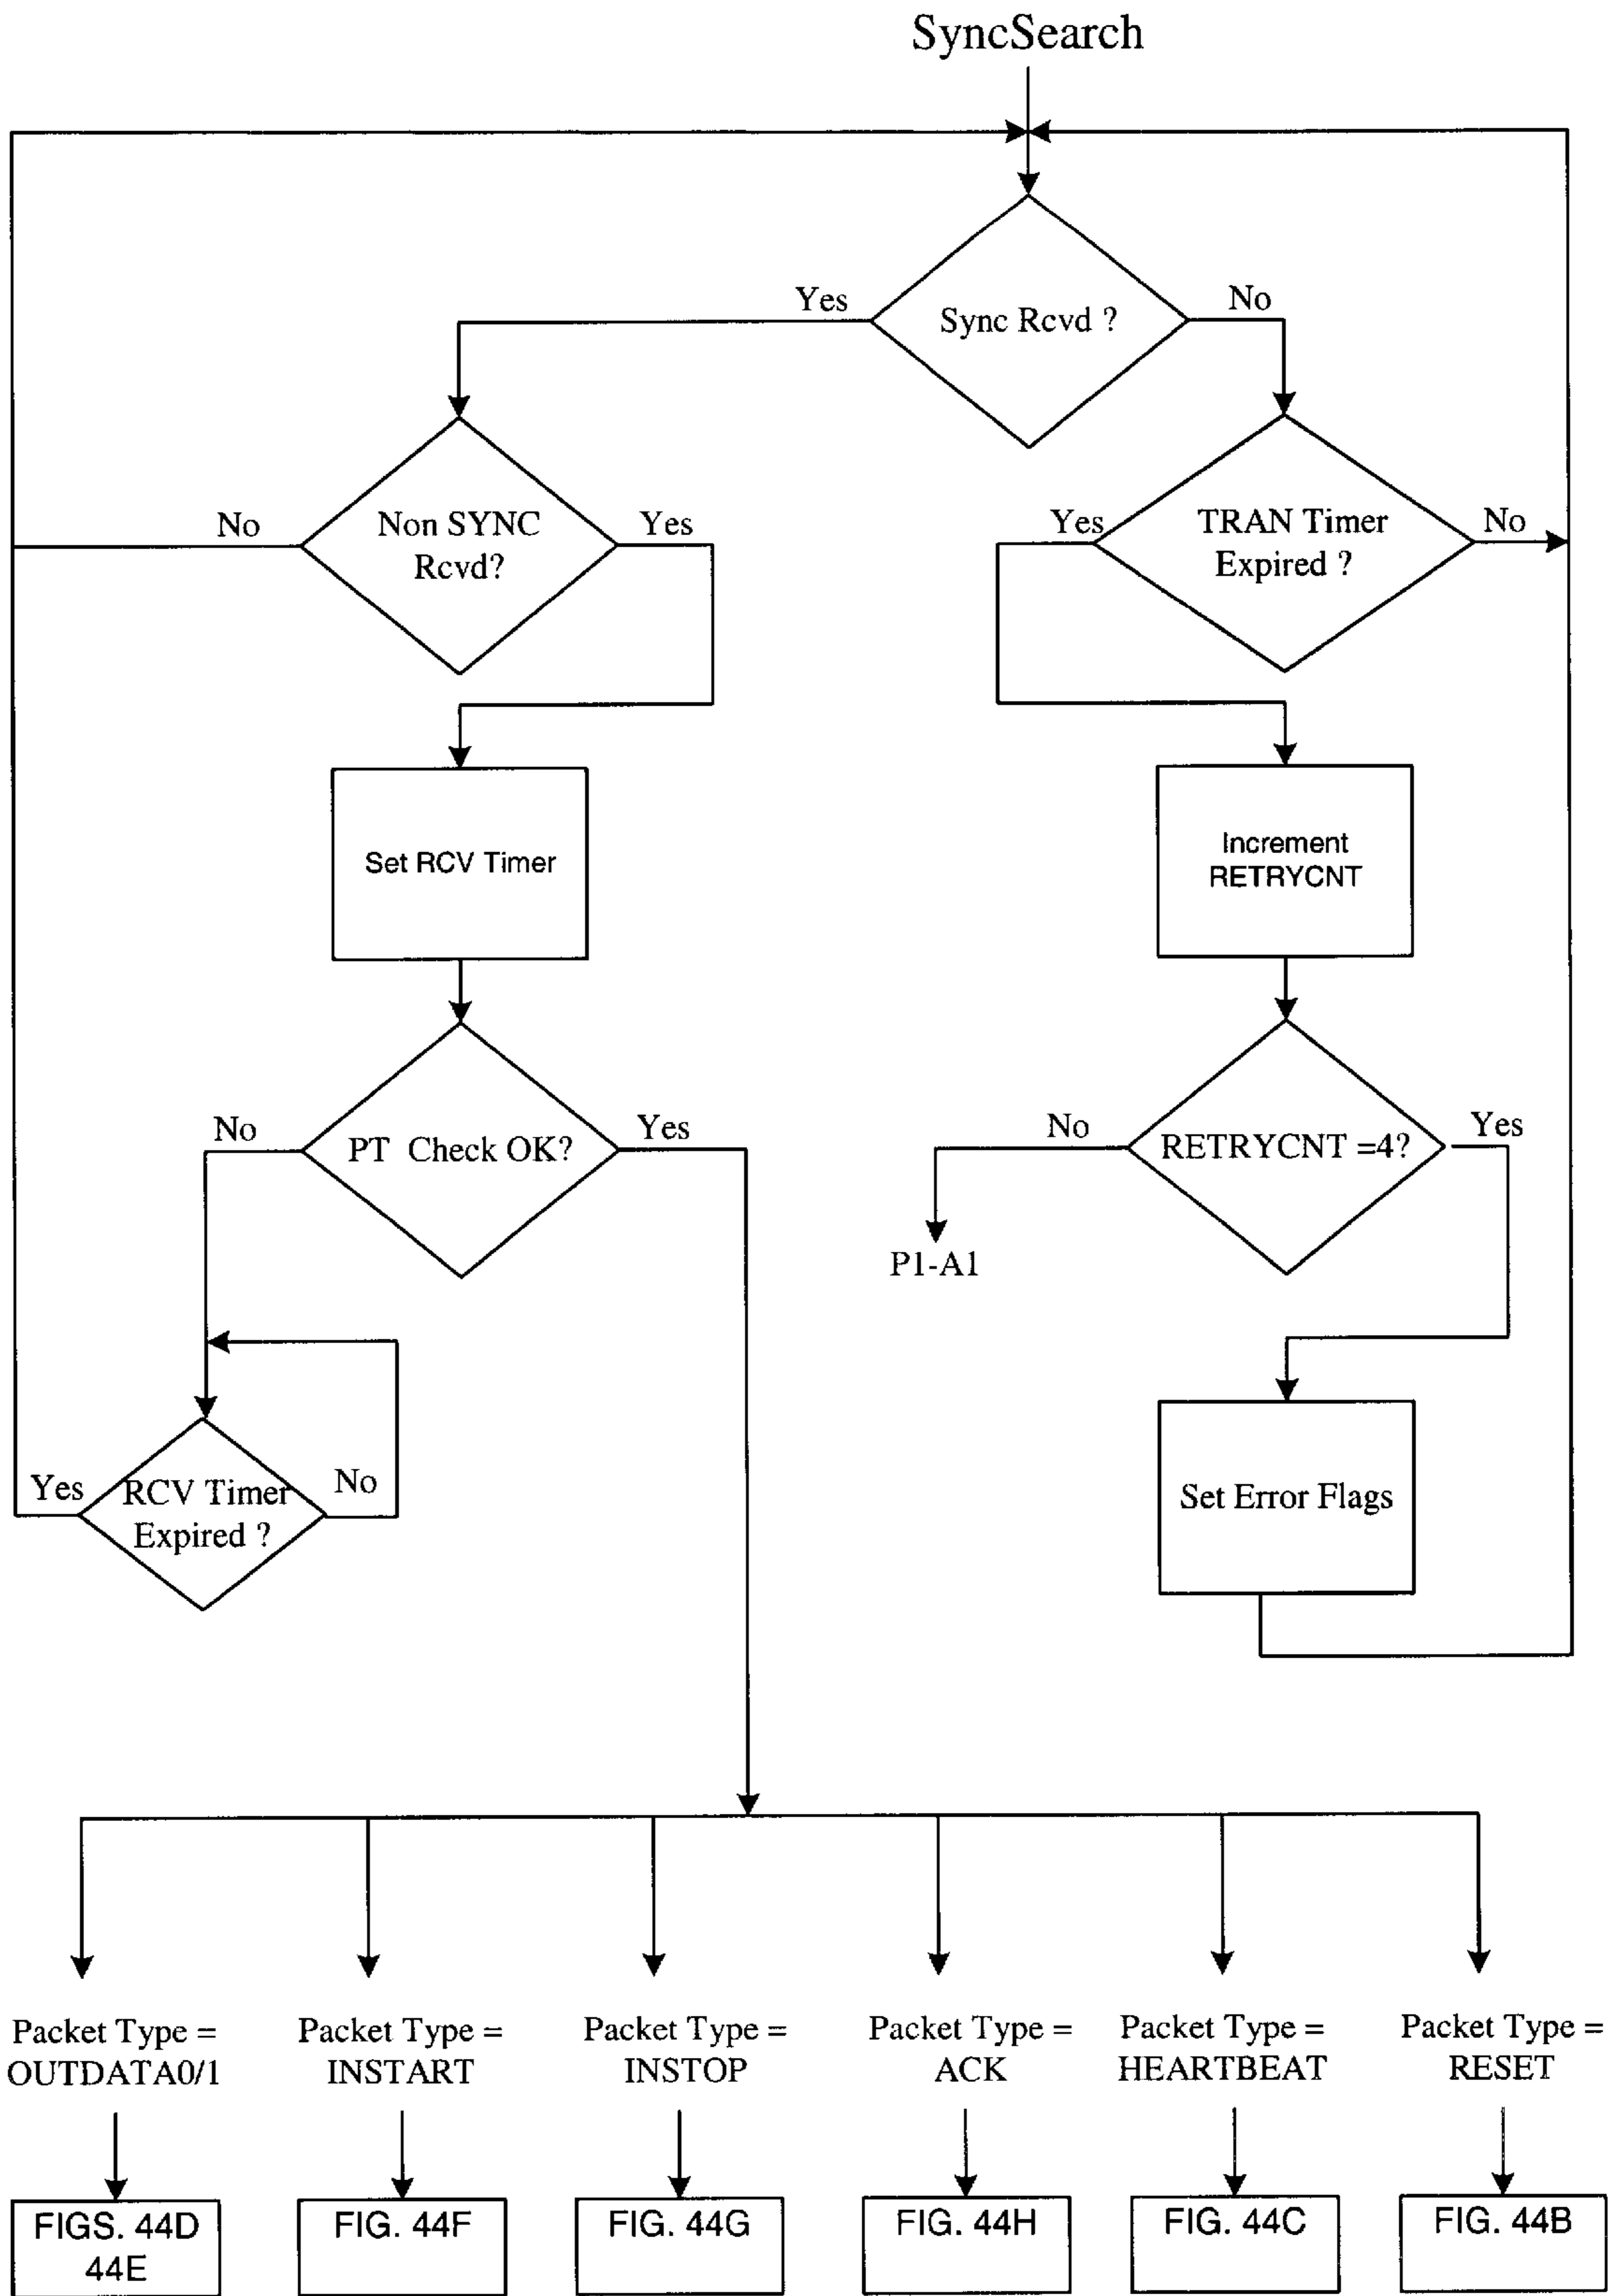 SyncSearch
Yes
Sync Rcvd ?
No
No
Non SYNC
Rcvd?
Yes
Yes
TRAN Timer
Expired ?
No
Set RCV Timer
Increment
RETRYCNT
No
PT Check OK?
Yes
No
RETRYCNT =4?
Yes
P1-A1
Yes
RCV Timer
Expired ?
No
Set Error Flags
Packet Type =
OUTDATA0/1
Packet Type =
INSTART
Packet Type =
INSTOP
Packet Type =
ACK
Packet Type =
HEARTBEAT
Packet Type =
RESET
FIGS. 44D
44E
FIG. 44F
FIG. 44G
FIG. 44H
FIG. 44C
FIG. 44B